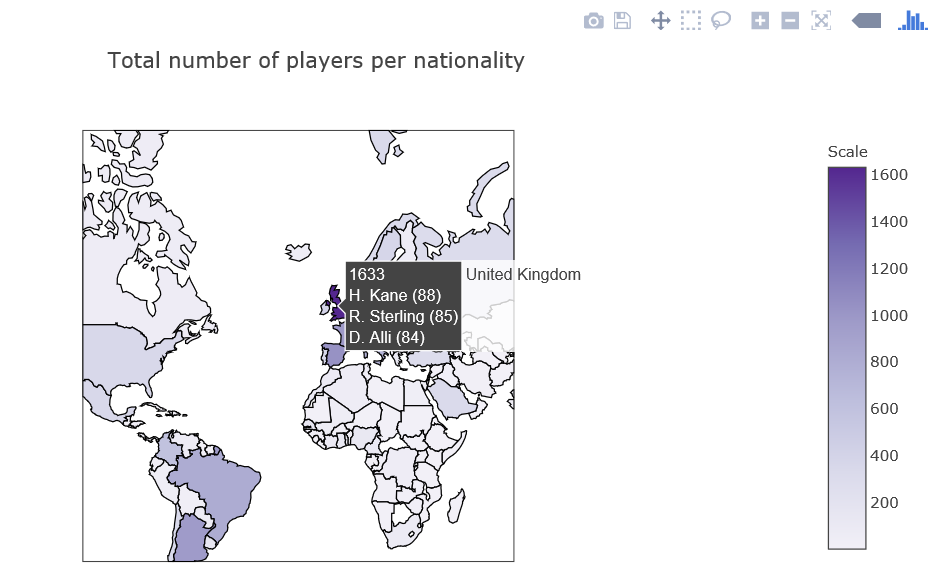 Total number of players per nationality
1633
H. Kane (88)
R. Sterling (85)
D. Alli (84)
United Kingdom
Scale
1600
1400
1200
1000
800
600
400
200